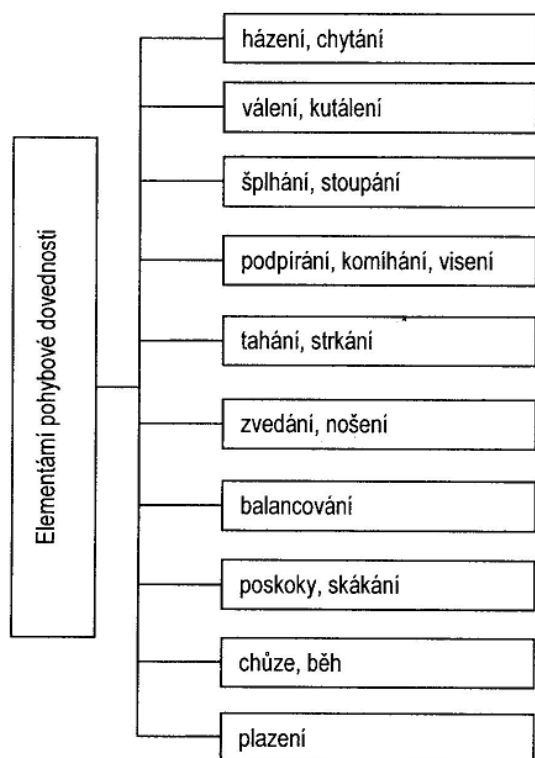 Elementární pohybové dovednosti
házení, chytání
válení, kutálení
šplhání, stoupání
podpírání, komíhání, visení
tahání, strkání
zvedání, nošení
balancování
poskoky, skákání
chůze, běh
plazení